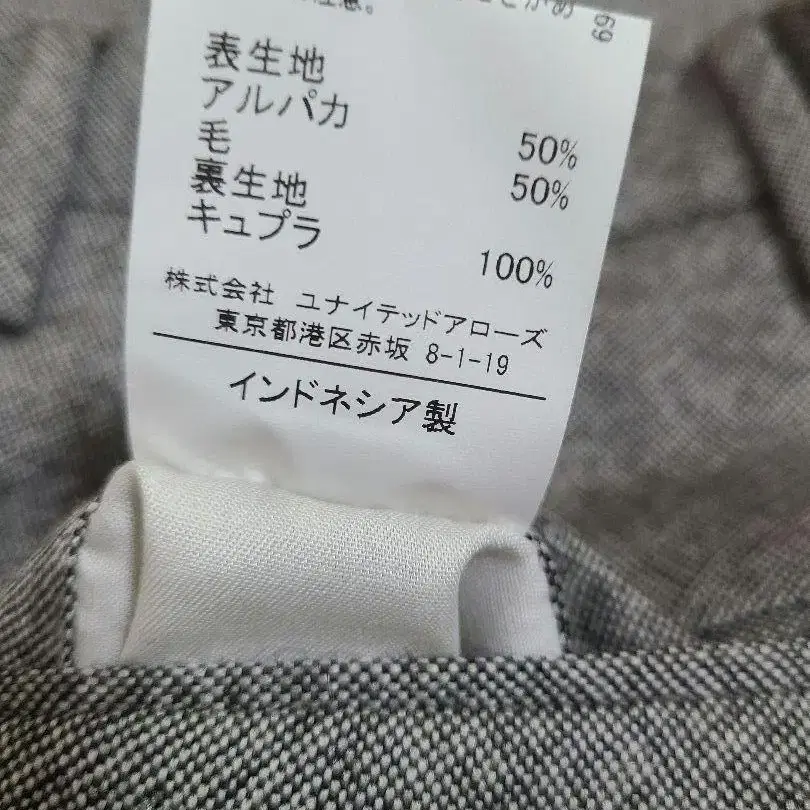 69
表生地
アルパカ 50%
毛 50%
裏生地
キュプラ 100%
株式会社 ユナイテッドアローズ
東京都港区赤坂 8-1-19
インドネシア製